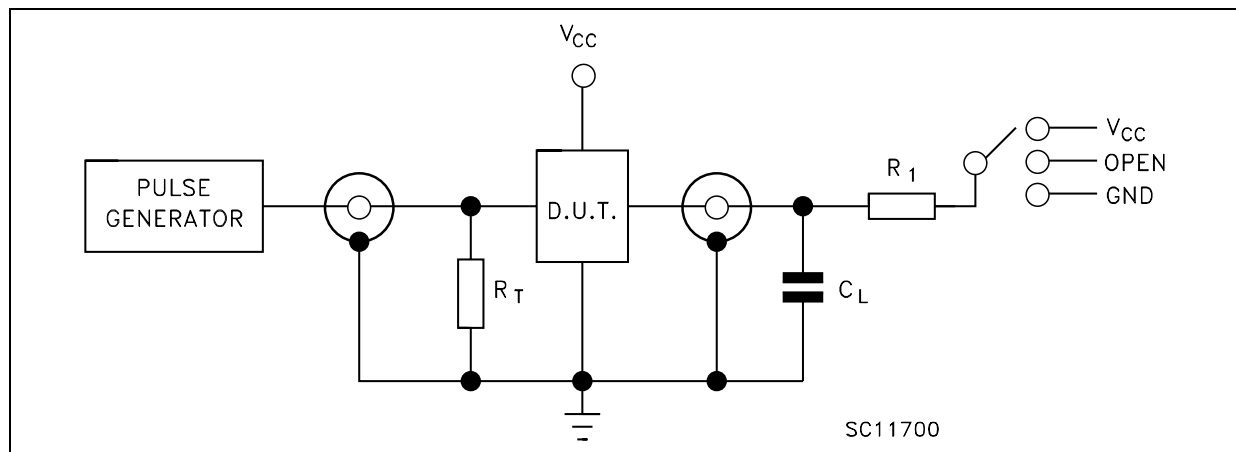 VCC
PULSE
GENERATOR
RT
D.U.T.
CL
R1
VCC
OPEN
GND
SC11700